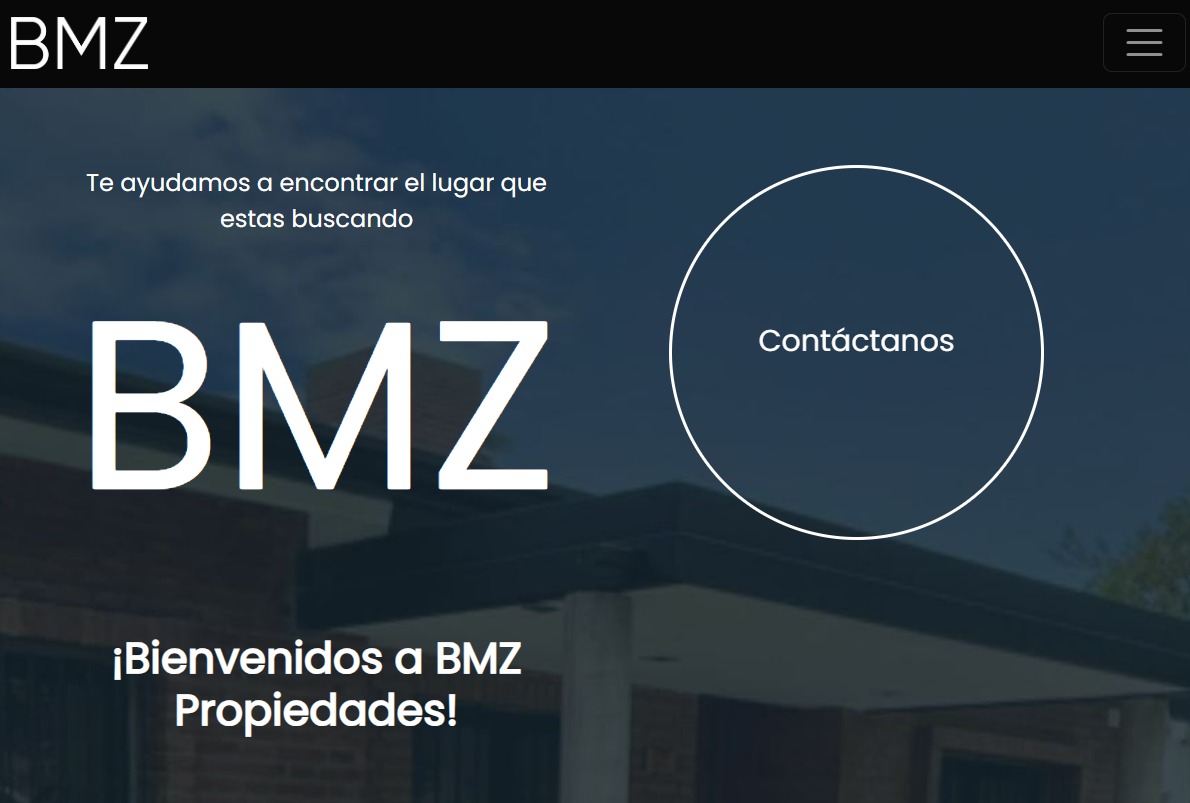 BMZ
Te ayudamos a encontrar el lugar que
estas buscando
BMZ
¡Bienvenidos a BMZ
Propiedades!
Contáctanos